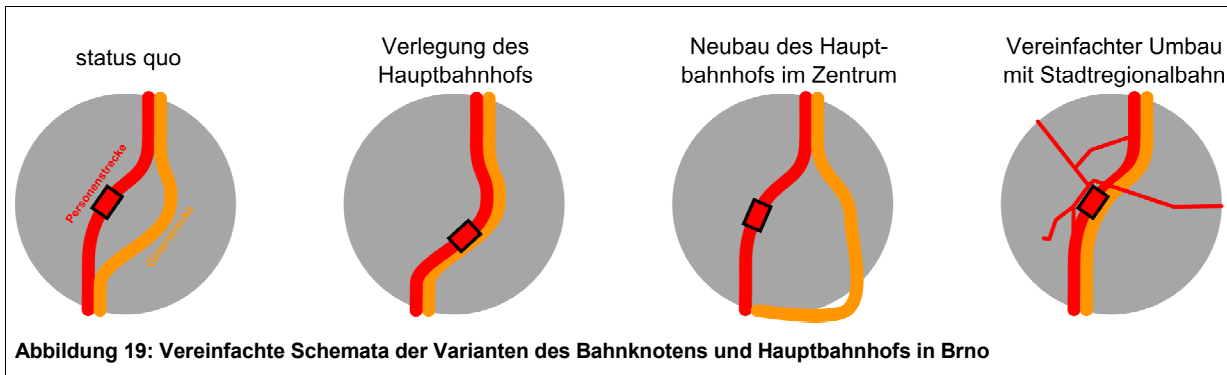 status quo
Verlegung des
Hauptbahnhofs
Neubau des Haupt-
bahnhofs im Zentrum
Vereinfachter Umbau
mit Stadtregionalbahn
Personenstrecke
Güterstrecke
Abbildung 19: Vereinfachte Schemata der Varianten des Bahnknotens und Hauptbahnhofs in Brno